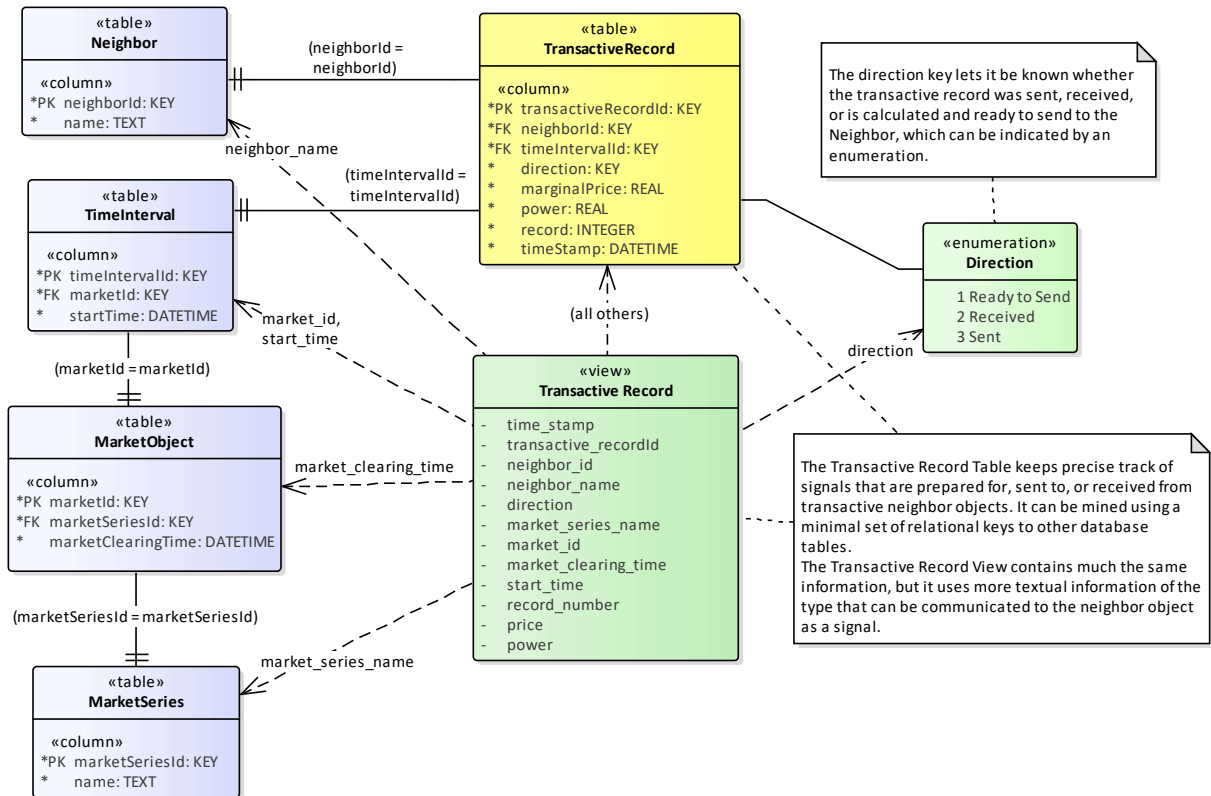 «table»
Neighbor
«column»
*PK neighborId: KEY
* name: TEXT
(neighborId =
neighborId)
«table»
TransactiveRecord
«column»
*PK transactiveRecordId: KEY
*FK neighborId: KEY
*FK timeIntervalId: KEY
* direction: KEY
* marginalPrice: REAL
* power: REAL
* record: INTEGER
* timeStamp: DATETIME
The direction key lets it be known whether
the transactive record was sent, received,
or is calculated and ready to send to the
Neighbor, which can be indicated by an
enumeration.
neighbor_name
(timeIntervalId =
timeIntervalId)
«table»
TimeInterval
«column»
*PK timeIntervalId: KEY
*FK marketId: KEY
* startTime: DATETIME
«enumeration»
Direction
1 Ready to Send
2 Received
3 Sent
market_id,
start_time
(all others)
direction
(marketId = marketId)
«table»
MarketObject
«column»
*PK marketId: KEY
*FK marketSeriesId: KEY
* marketClearingTime: DATETIME
market_clearing_time
«view»
Transactive Record
- time_stamp
- transactive_recordId
- neighbor_id
- neighbor_name
- direction
- market_series_name
- market_id
- market_clearing_time
- start_time
- record_number
- price
- power
The Transactive Record Table keeps precise track of
signals that are prepared for, sent to, or received from
transactive neighbor objects. It can be mined using a
minimal set of relational keys to other database
tables.
The Transactive Record View contains much the same
information, but it uses more textual information of the
type that can be communicated to the neighbor object
as a signal.
(marketSeriesId = marketSeriesId)
market_series_name
«table»
MarketSeries
«column»
*PK marketSeriesId: KEY
* name: TEXT